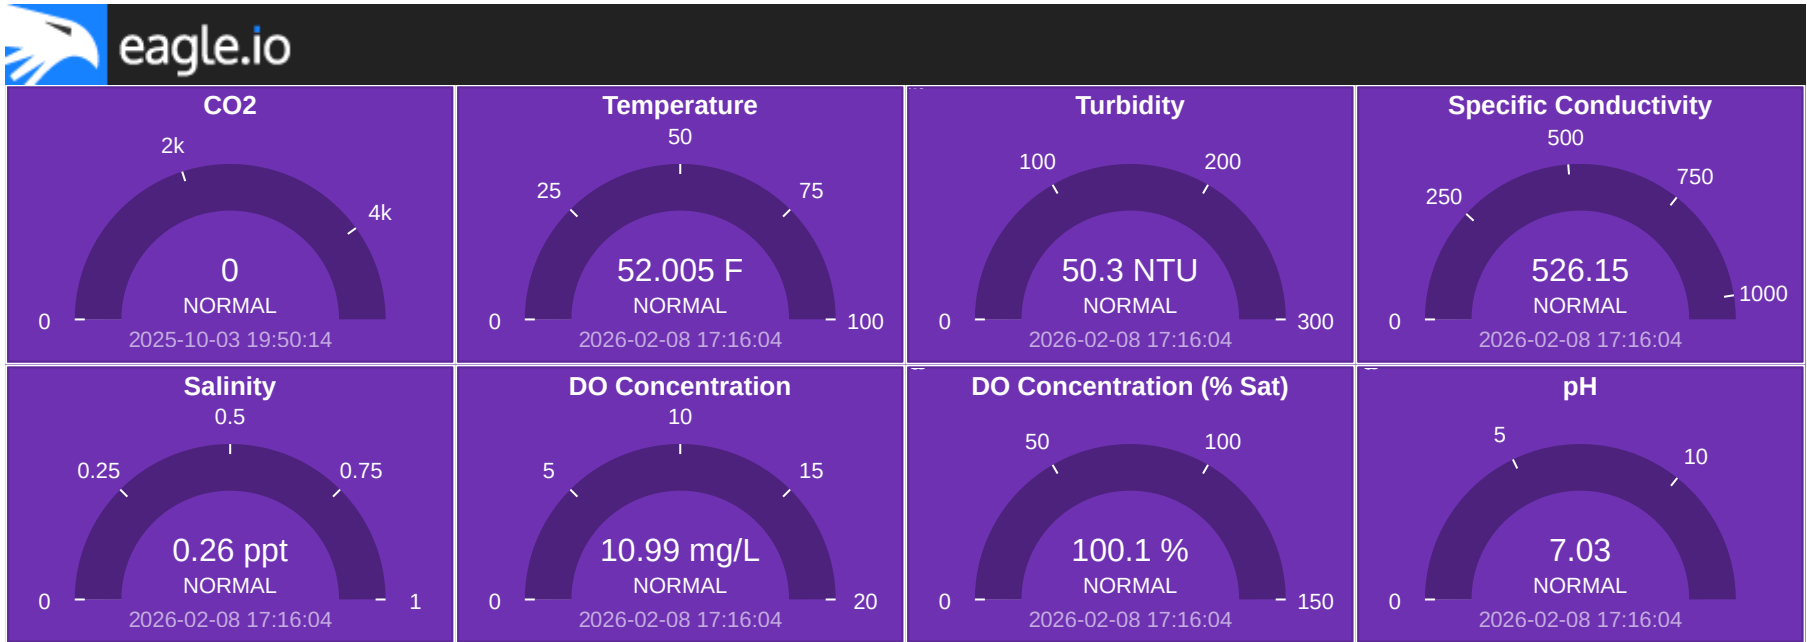 eagle.io
CO2
2k
4k
0
0
NORMAL
2025-10-03 19:50:14
Temperature
50
25
75
52.005 F
NORMAL
0
100
2026-02-08 17:16:04
Turbidity
100
200
50.3 NTU
NORMAL
0
300
2026-02-08 17:16:04
Specific Conductivity
500
750
250
526.15
1000
NORMAL
0
2026-02-08 17:16:04
Salinity
0.5
0.25
0.75
0.26 ppt
NORMAL
0
1
2026-02-08 17:16:04
DO Concentration
10
5
15
10.99 mg/L
NORMAL
0
20
2026-02-08 17:16:04
DO Concentration (% Sat)
50
100
100.1 %
NORMAL
0
150
2026-02-08 17:16:04
pH
5
10
7.03
NORMAL
0
2026-02-08 17:16:04